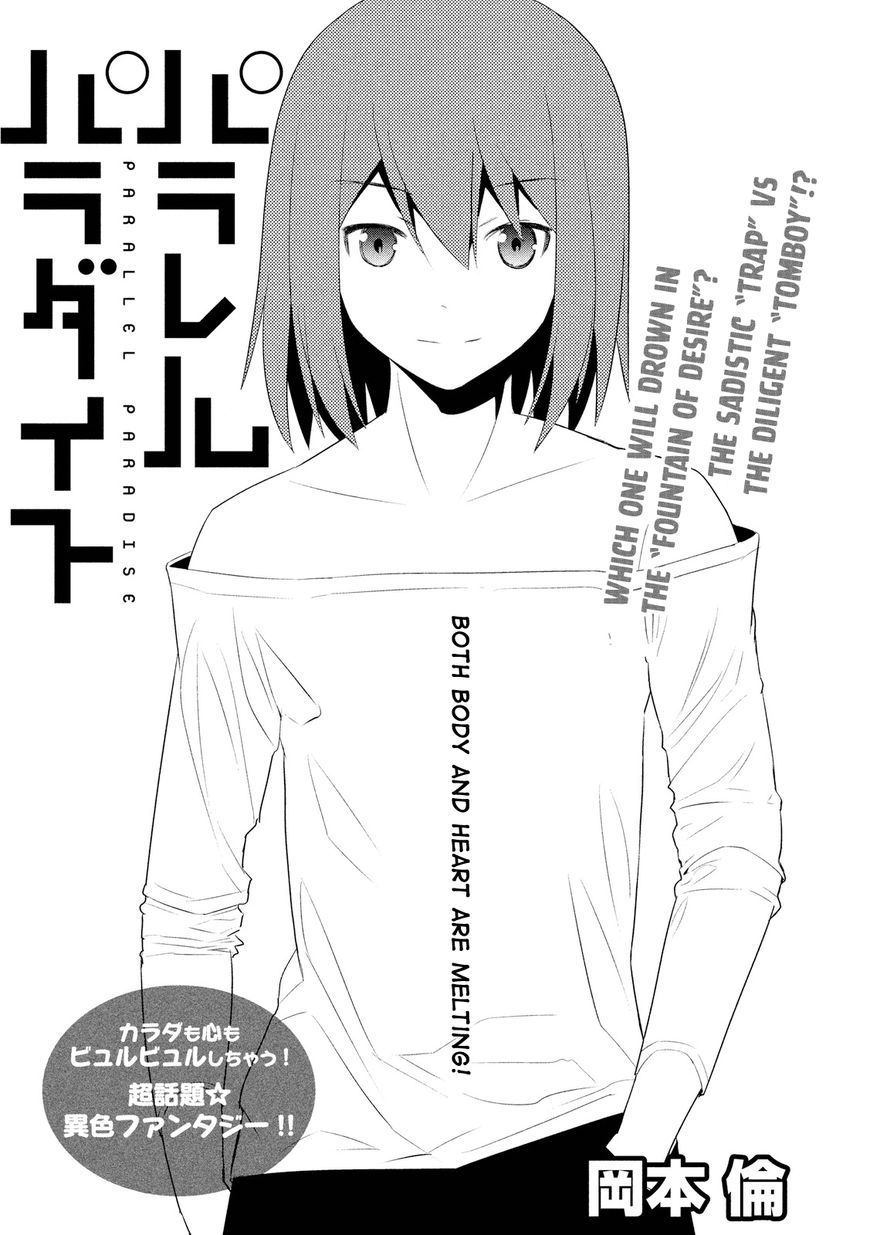 パラレル
パラダイス
PARALLEL PARADISE
THE SADISTIC "TRAP" VS
THE DILIGENT "TOMBOY"!?
WHICH ONE WILL DROWN IN
THE "FOUNTAIN OF DESIRE"?
BOTH BODY AND HEART ARE MELTING!
カラダも心も
ビュルビュルしちゃう!
超話題☆
異色ファンタジー!!
岡本 倫